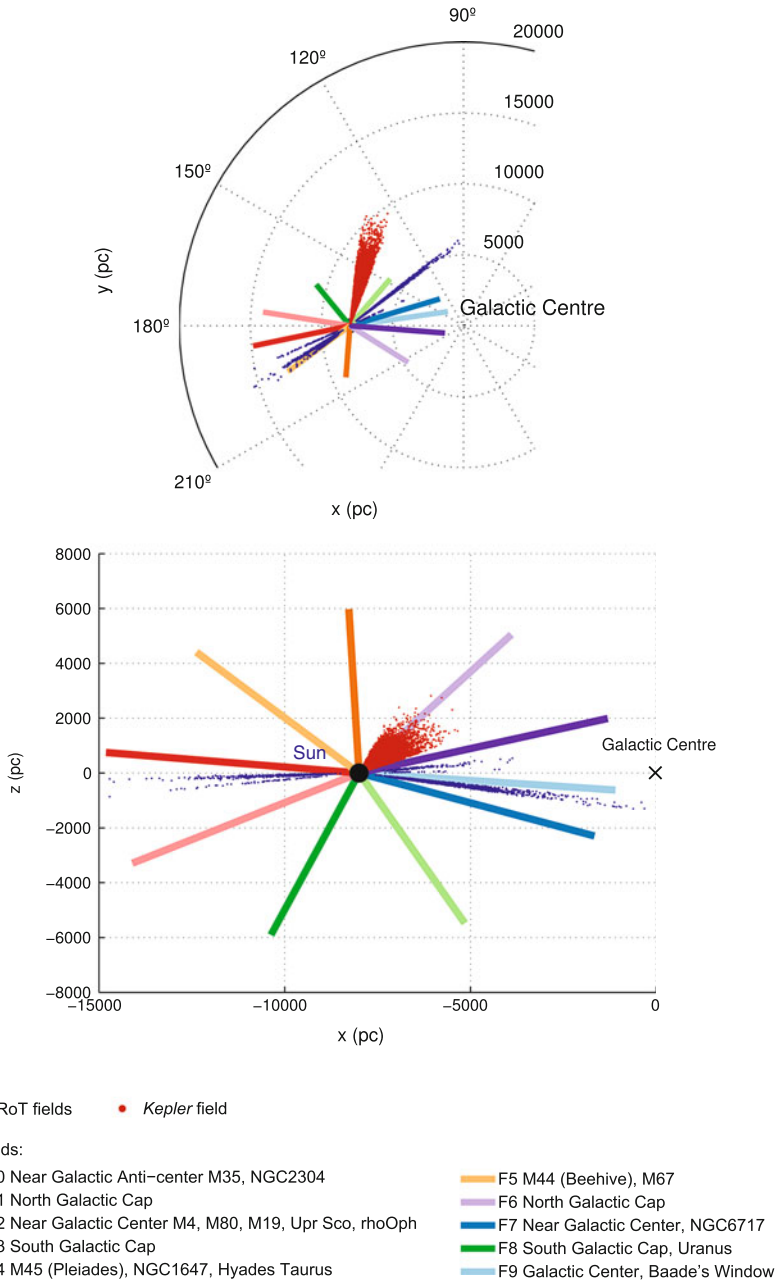 90º
20000
120º
15000
150º
10000
5000
y (pc)
Galactic Centre
180º
210º
x (pc)
8000
6000
4000
2000
Sun
Galactic Centre
z (pc)
0
−2000
−4000
−6000
−8000
−15000
−10000
−5000
0
x (pc)
RoT fields
Kepler field
ds:
0 Near Galactic Anti−center M35, NGC2304
1 North Galactic Cap
2 Near Galactic Center M4, M80, M19, Upr Sco, rhoOph
3 South Galactic Cap
4 M45 (Pleiades), NGC1647, Hyades Taurus
F5 M44 (Beehive), M67
F6 North Galactic Cap
F7 Near Galactic Center, NGC6717
F8 South Galactic Cap, Uranus
F9 Galactic Center, Baade's Window